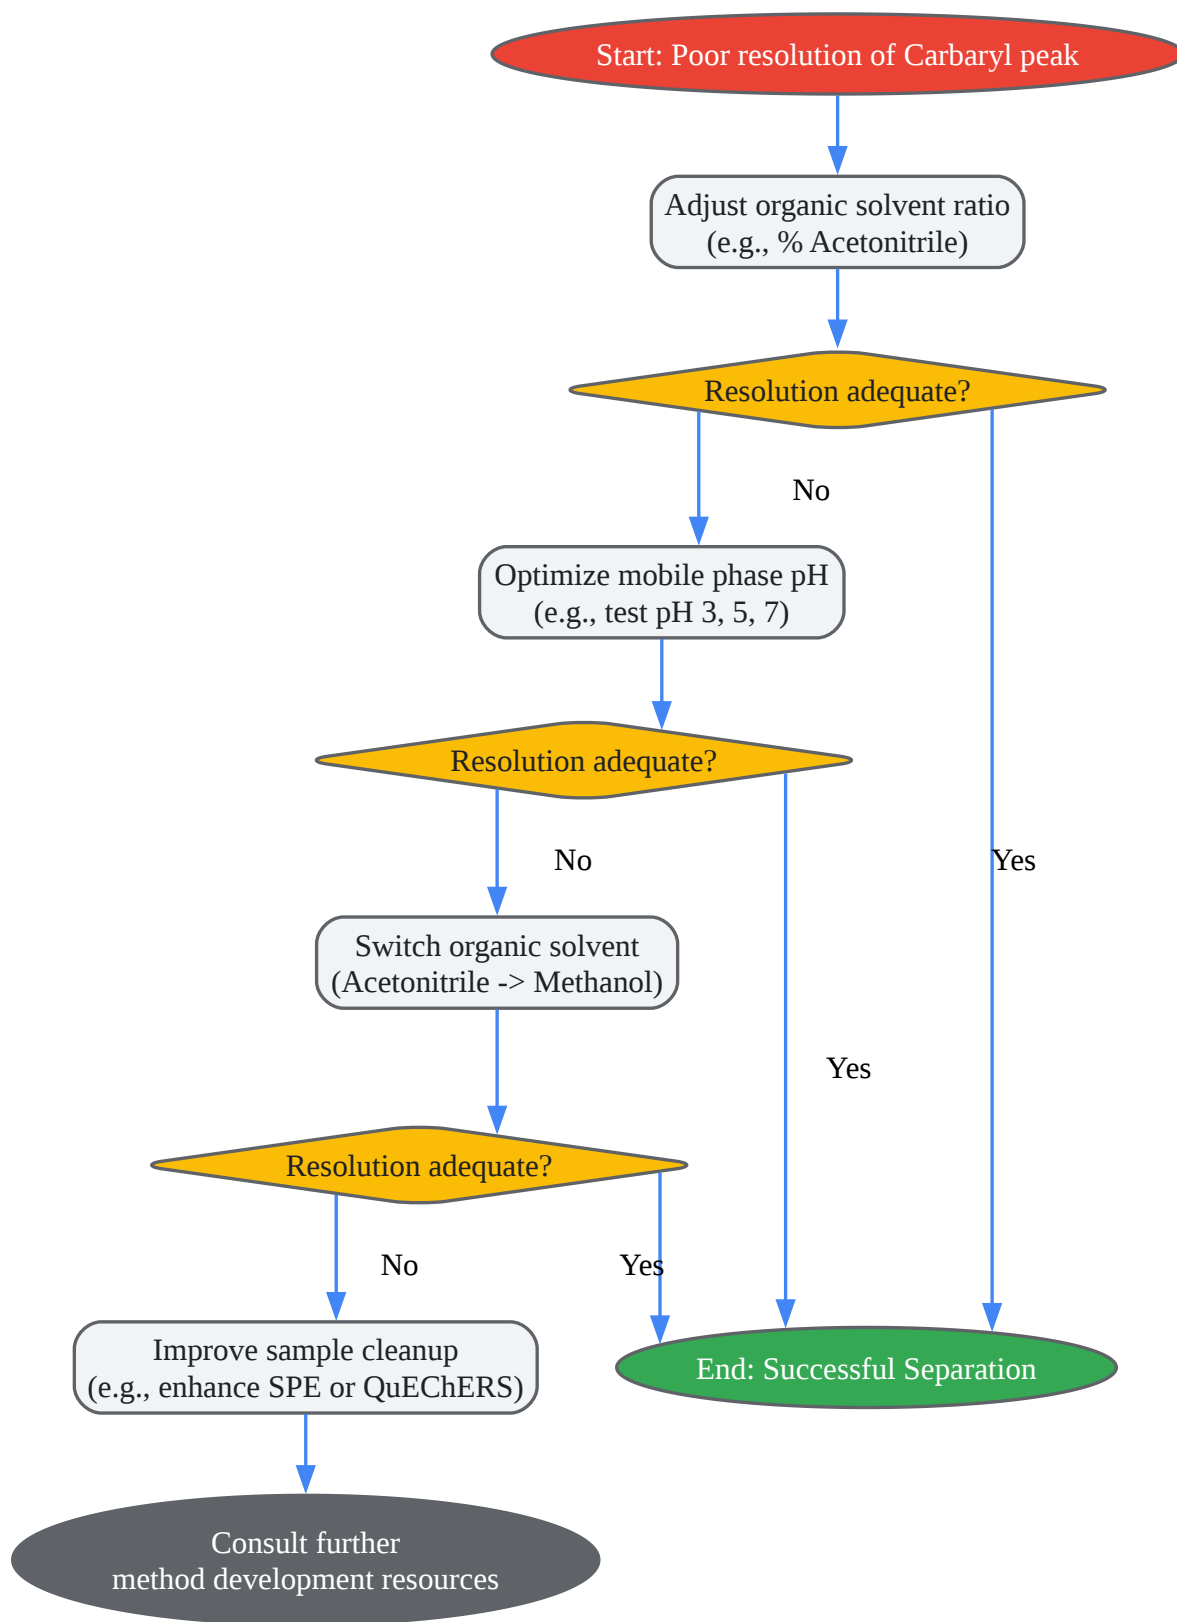 Start: Poor resolution of Carbaryl peak
Adjust organic solvent ratio
(e.g., % Acetonitrile)
Resolution adequate?
No
Optimize mobile phase pH
(e.g., test pH 3, 5, 7)
Resolution adequate?
No
Yes
Switch organic solvent
(Acetonitrile -> Methanol)
Yes
Resolution adequate?
No
Yes
Improve sample cleanup
(e.g., enhance SPE or QuEChERS)
End: Successful Separation
Consult further
method development resources